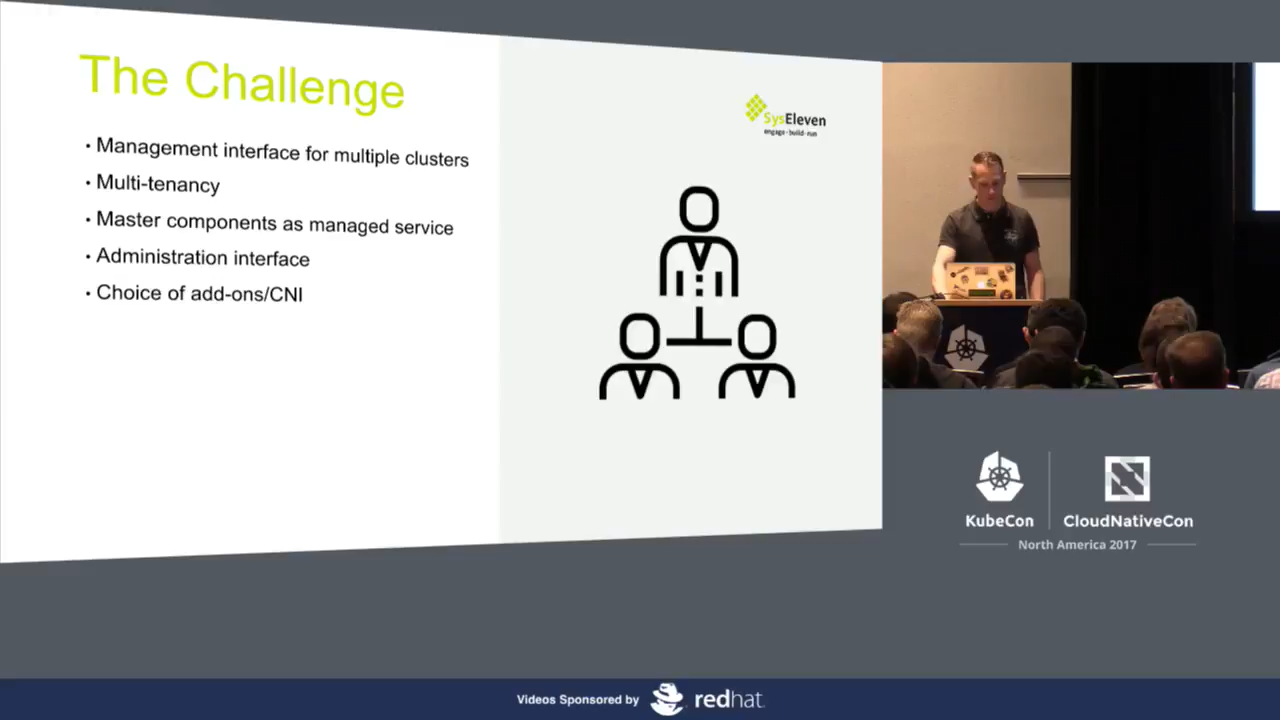 The Challenge
• Management interface for multiple clusters
• Multi-tenancy
• Master components as managed service
• Administration interface
• Choice of add-ons/CNI
SysEleven
engage·build·run
KubeCon
CloudNativeCon
North America 2017
Videos Sponsored by
redhat.